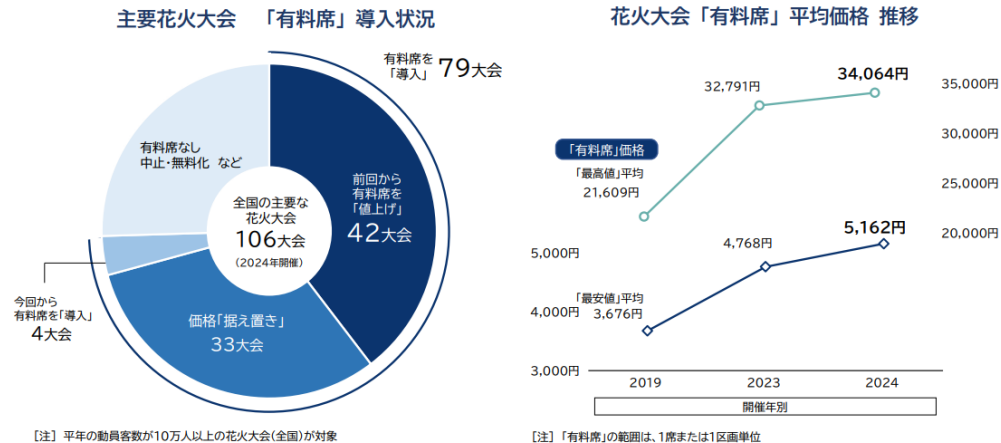 主要花火大会 「有料席」導入状況
有料席を
「導入」 79大会
有料席なし
中止・無料化 など
前回から
有料席を
「値上げ」
42大会
全国の主要な
花火大会
106大会
(2024年開催)
今回から
有料席を「導入」
4大会
価格「据え置き」
33大会
[注] 平年の動員客数が10万人以上の花火大会(全国)が対象
花火大会「有料席」平均価格 推移
34,064円
32,791円
35,000円
30,000円
「有料席」価格
「最高値」平均
21,609円
25,000円
20,000円
5,162円
4,768円
5,000円
「最安値」平均
3,676円
4,000円
3,000円
2019 2023 2024
開催年別
[注] 「有料席」の範囲は、1席または1区画単位